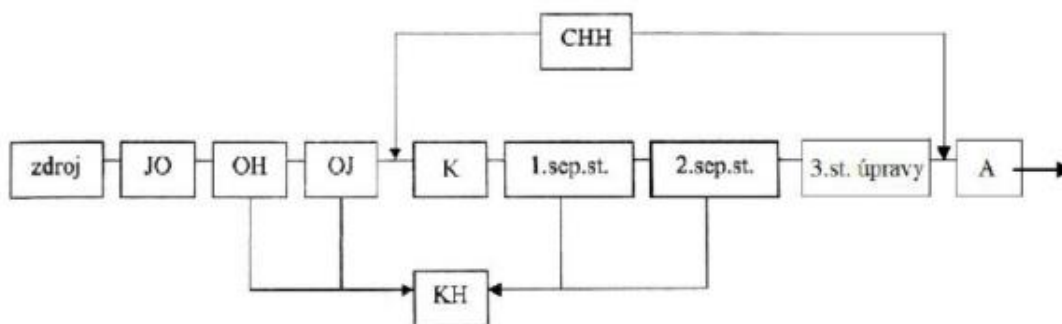 CHH
zdroj
JO
OH
OJ
K
1.sep.st.
2.sep.st.
3.st. úpravy
A
KH